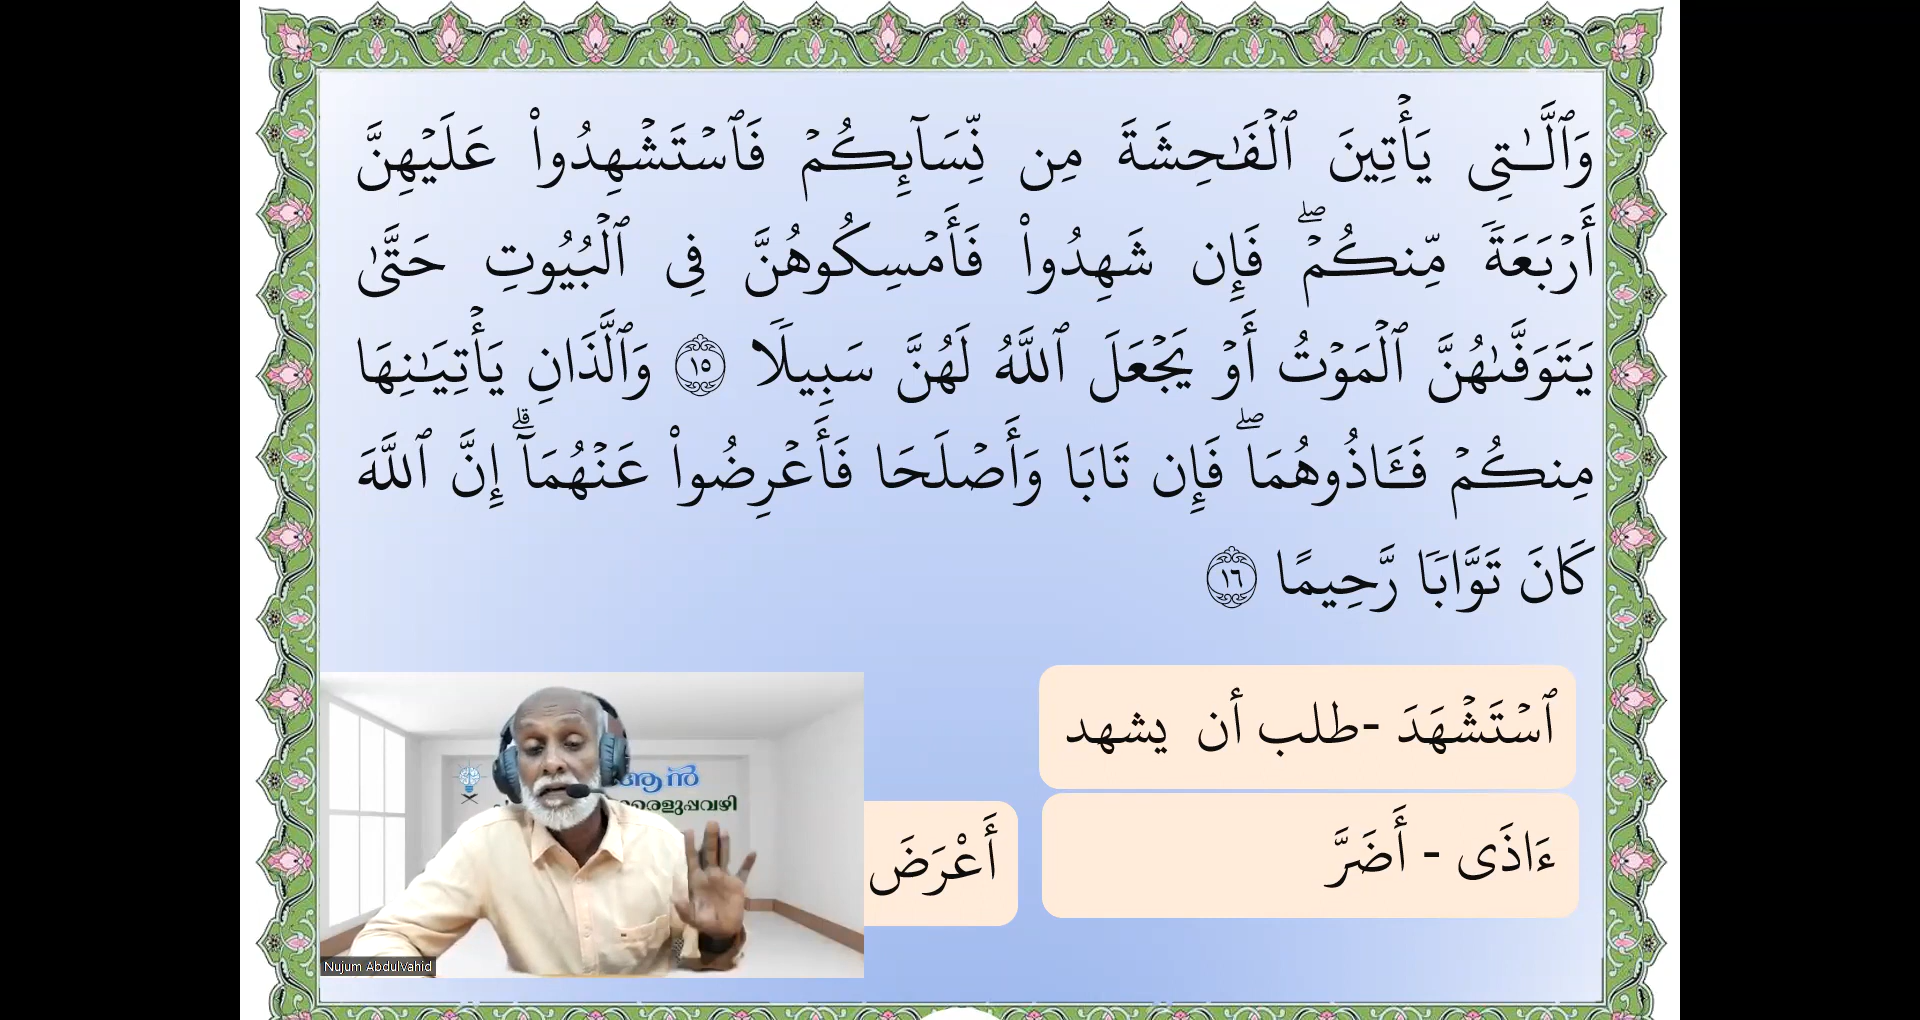 وَٱلَّـٰتِى يَأْتِينَ ٱلْفَـٰحِشَةَ مِن نِّسَآئِكُمْ فَٱسْتَشْهِدُوا۟ عَلَيْهِنَّ
أَرْبَعَةً مِّنكُمْ ۖ فَإِن شَهِدُوا۟ فَأَمْسِكُوهُنَّ فِى ٱلْبُيُوتِ حَتَّىٰ
يَتَوَفَّىٰهُنَّ ٱلْمَوْتُ أَوْ يَجْعَلَ ٱللَّهُ لَهُنَّ سَبِيلًا ١٥ وَٱلَّذَانِ يَأْتِيَـٰنِهَا
مِنكُمْ فَـَٔاذُوهُمَا ۖ فَإِن تَابَا وَأَصْلَحَا فَأَعْرِضُوا۟ عَنْهُمَآ ۗ إِنَّ ٱللَّهَ
كَانَ تَوَّابًا رَّحِيمًا ١٦
ٱسْتَشْهَدَ -طلب أن يشهد
ءَاذَى - أَضَرَّ
أَعْرَضَ
Nujum Abdulvahid